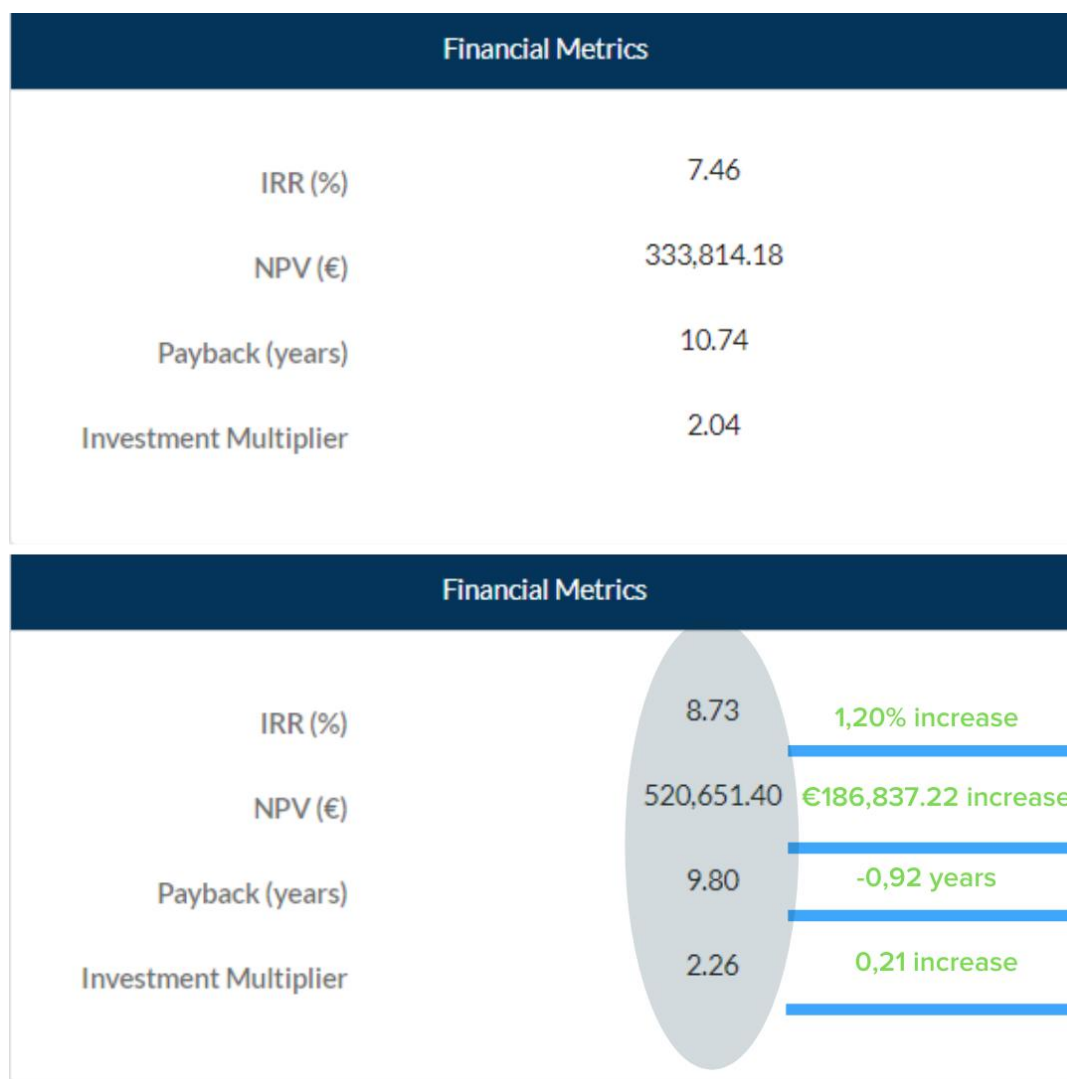 Financial Metrics
IRR (%) 7.46
NPV (€) 333,814.18
Payback (years) 10.74
Investment Multiplier 2.04
Financial Metrics
IRR (%) 8.73 1,20% increase
NPV (€) 520,651.40 €186,837.22 increase
Payback (years) 9.80 -0,92 years
Investment Multiplier 2.26 0,21 increase